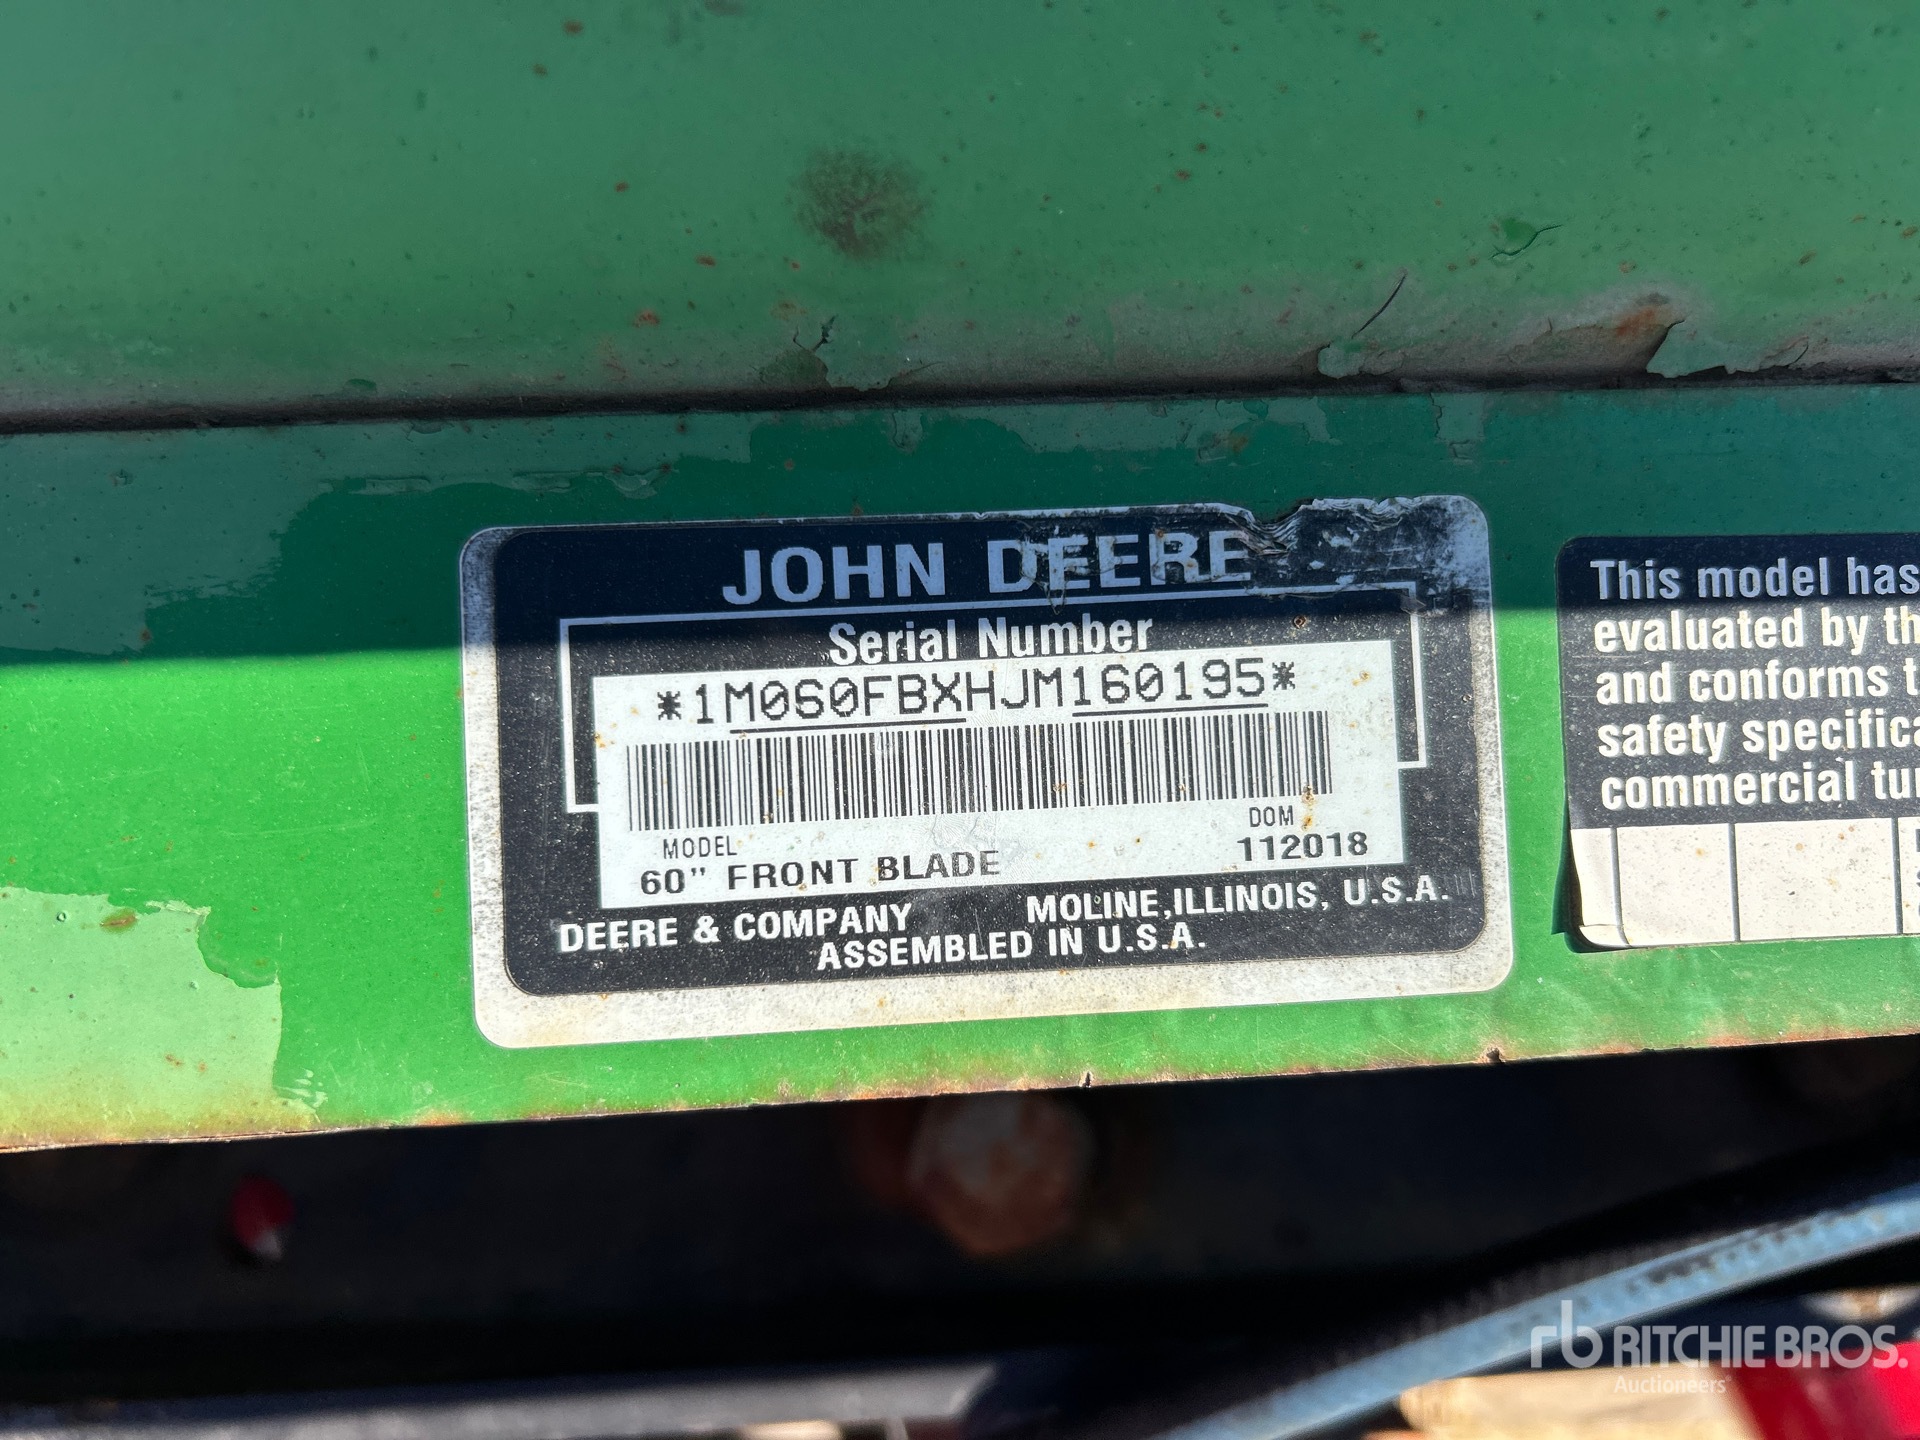 JOHN DEERE
Serial Number
*1M060FBXHJM160195*
MODEL
DOM
60" FRONT BLADE
112018
DEERE & COMPANY
MOLINE, ILLINOIS, U.S.A.
ASSEMBLED IN U.S.A.
This model has
evaluated by th
and conforms t
safety specifica
commercial tu
rb RITCHIE BROS.
Auctioneers